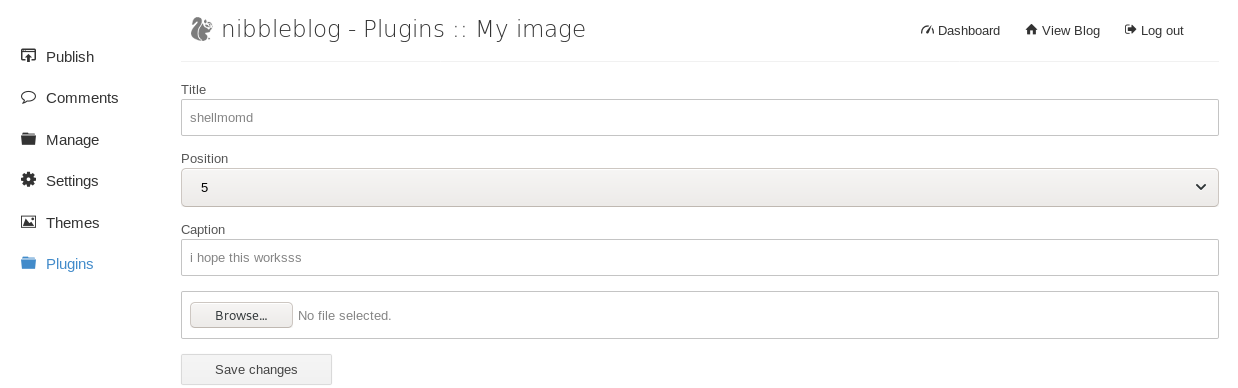 nibbleblog - Plugins :: My image
Dashboard
View Blog
Log out
Publish
Comments
Manage
Settings
Themes
Plugins
Title
shellmomd
Position
5
Caption
i hope this worksss
Browse... No file selected.
Save changes